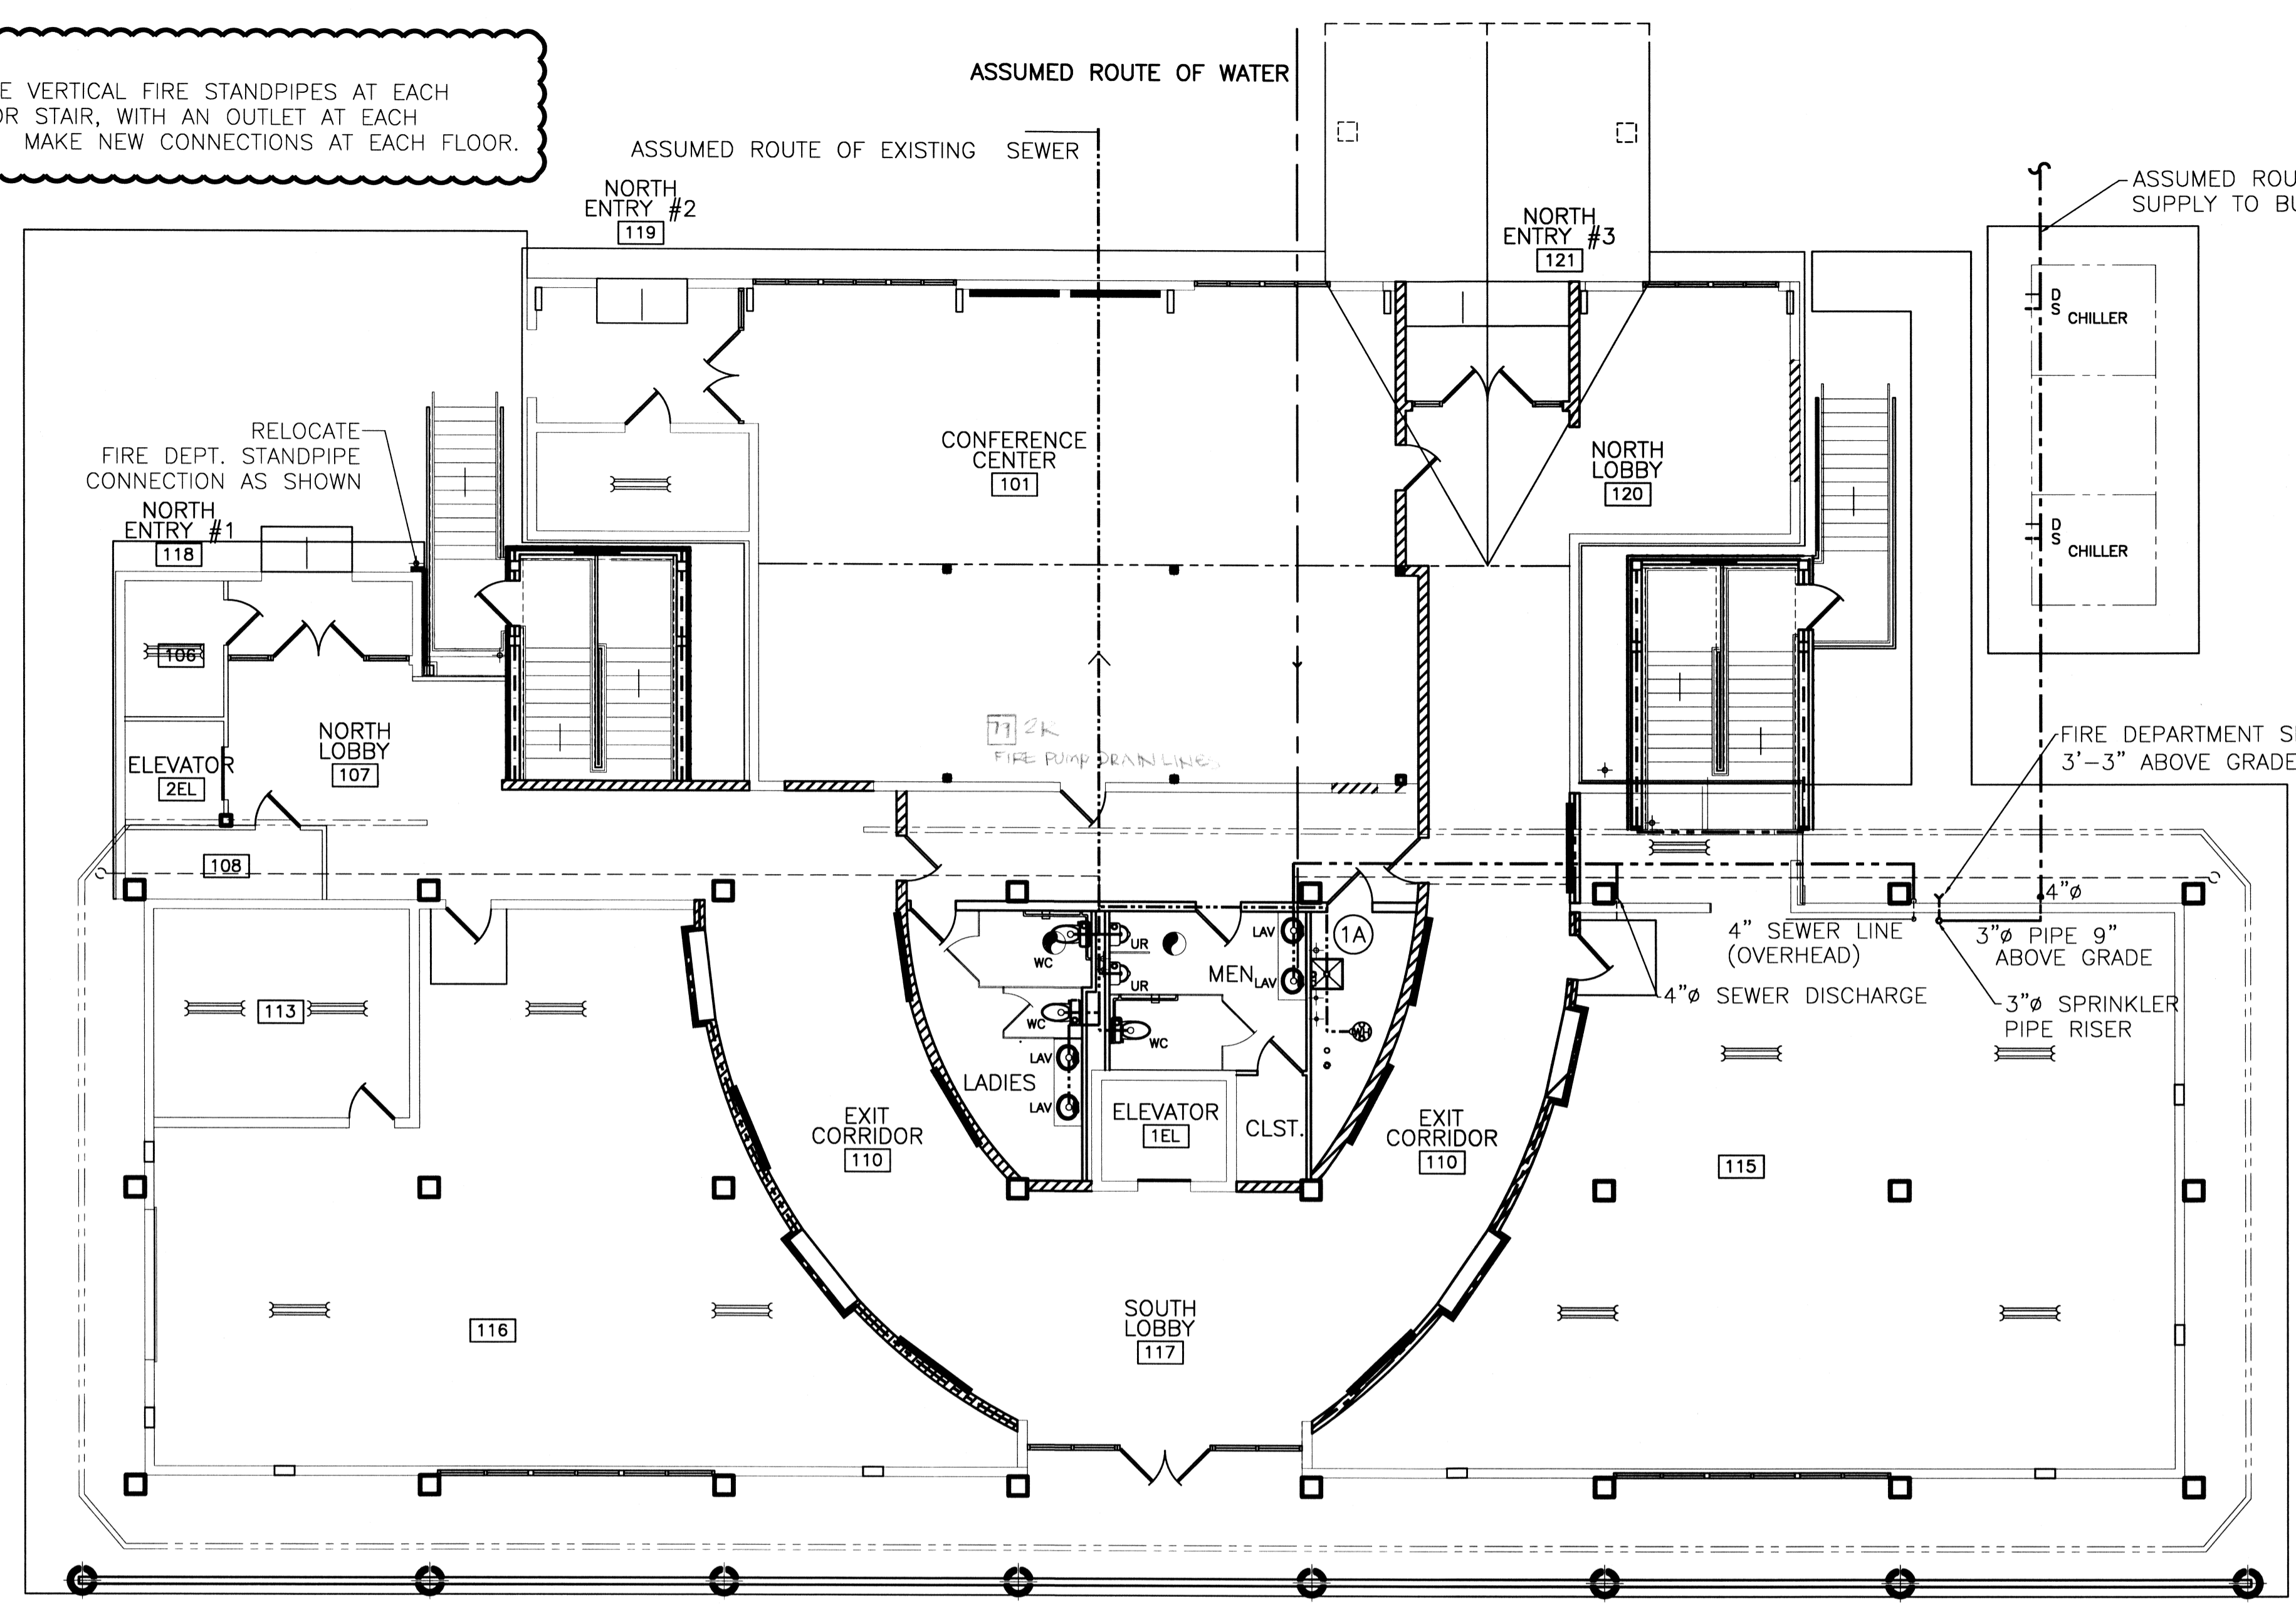 E VERTICAL FIRE STANDPIPES AT EACH
OR STAIR, WITH AN OUTLET AT EACH
MAKE NEW CONNECTIONS AT EACH FLOOR.
ASSUMED ROUTE OF WATER
ASSUMED ROUTE OF EXISTING SEWER
NORTH
ENTRY #2
119
NORTH
ENTRY #3
121
ASSUMED ROU
SUPPLY TO BU
D
S
CHILLER
D
S
CHILLER
RELOCATE
FIRE DEPT. STANDPIPE
CONNECTION AS SHOWN
NORTH
ENTRY #1
118
CONFERENCE
CENTER
101
NORTH
LOBBY
120
106
NORTH
LOBBY
107
ELEVATOR
2EL
108
79 2R
FIRE PUMP DRAIN LINES
FIRE DEPARTMENT S
3'-3" ABOVE GRADE
4"ø
4" SEWER LINE
(OVERHEAD)
3"ø PIPE 9"
ABOVE GRADE
4"ø SEWER DISCHARGE
3"ø SPRINKLER
PIPE RISER
WC
UR
UR
MEN
LAV
LAV
1A
WC
WC
LAV
LAV
LADIES
WH
113
EXIT
CORRIDOR
110
ELEVATOR
1EL
CLST.
EXIT
CORRIDOR
110
115
116
SOUTH
LOBBY
117